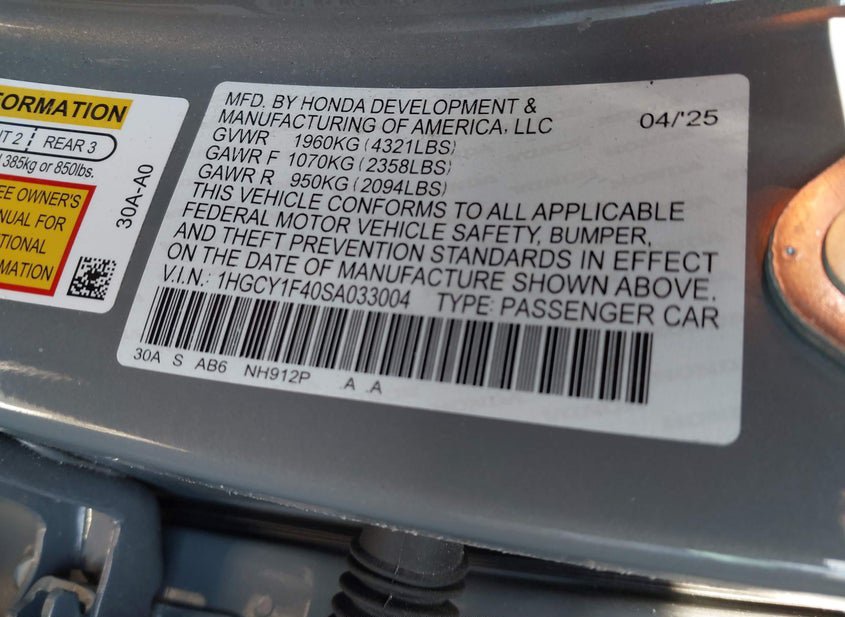 FORMATION
T 2 | REAR 3
385kg or 850lbs.
EE OWNER'S
NUAL FOR
TIONAL
RMATION
30A-A0
MFD. BY HONDA DEVELOPMENT &
MANUFACTURING OF AMERICA, LLC 04/'25
GVWR 1960KG (4321LBS)
GAWR F 1070KG (2358LBS)
GAWR R 950KG (2094LBS)
THIS VEHICLE CONFORMS TO ALL APPLICABLE
FEDERAL MOTOR VEHICLE SAFETY, BUMPER,
AND THEFT PREVENTION STANDARDS IN EFFECT
ON THE DATE OF MANUFACTURE SHOWN ABOVE.
V.I.N.: 1HGCY1F40SA033004 TYPE: PASSENGER CAR
30A S AB6 NH912P .A .A